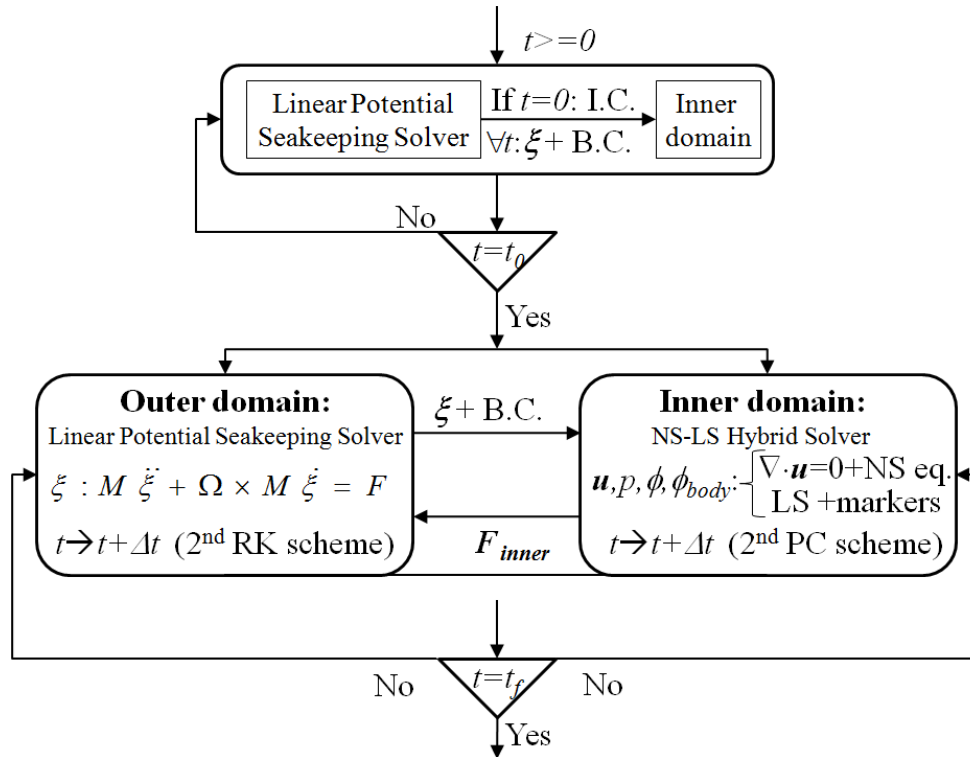 t>=0
Linear Potential
Seakeeping Solver
If t=0: I.C.
∀t: ξ + B.C.
Inner
domain
No
t=t₀
Yes
Outer domain:
Linear Potential Seakeeping Solver
ξ : M ξ̈ + Ω × M ξ̇ = F
t→t+Δt (2nd RK scheme)
ξ + B.C.
F inner
Inner domain:
NS-LS Hybrid Solver
u,p,ϕ,ϕbody: ∇·u=0+NS eq.
LS +markers
t→t+Δt (2nd PC scheme)
No
t=tf
No
Yes